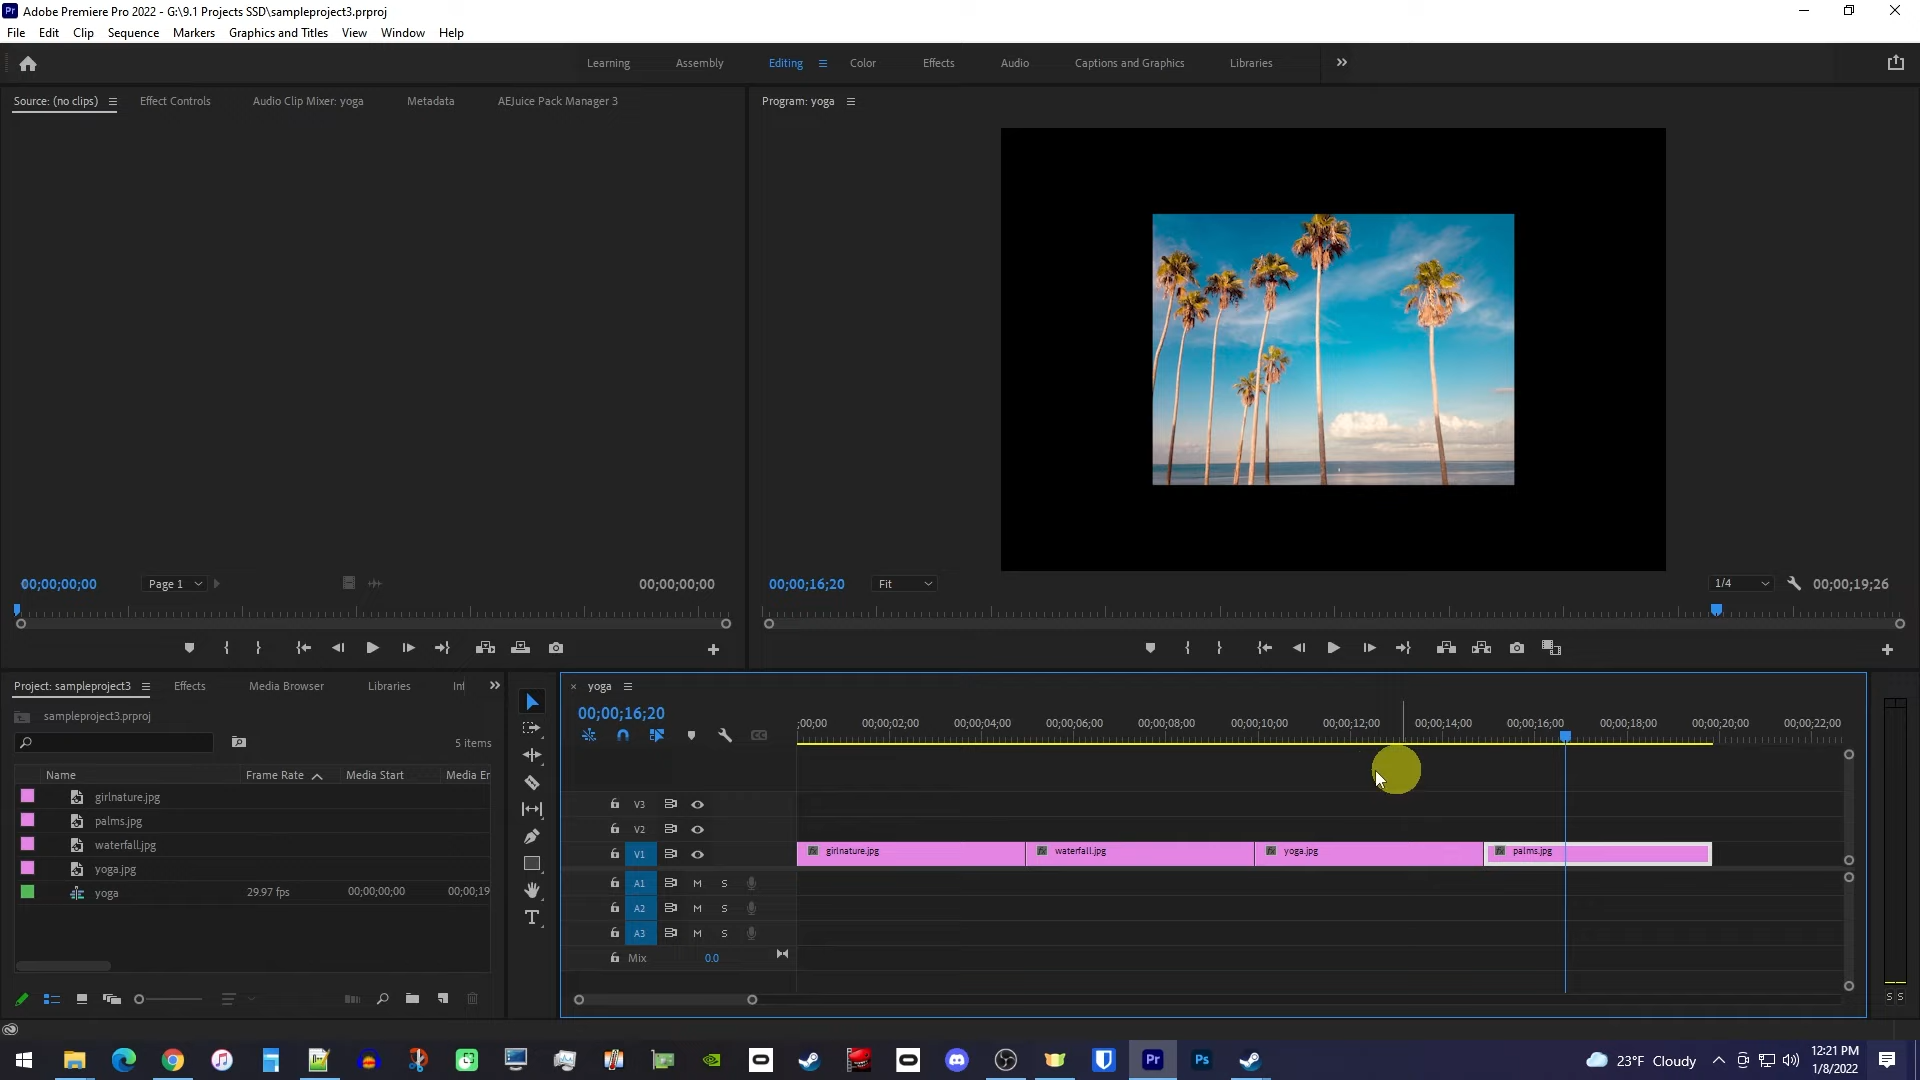 Pr Adobe Premiere Pro 2022 - G:\9.1 Projects SSD\sampleproject3.prproj
File Edit Clip Sequence Markers Graphics and Titles View Window Help
Learning Assembly Editing Color Effects Audio Captions and Graphics Libraries
Source: (no clips) Effect Controls Audio Clip Mixer: yoga Metadata AEJuice Pack Manager 3
Program: yoga
00;00;00;00 Page 1 00;00;00;00
00;00;16;20 Fit 1/4 00;00;19;26
Project: sampleproject3 Effects Media Browser Libraries Inf
sampleproject3.prproj
5 items
Name Frame Rate Media Start Media Er
girlnature.jpg
palms.jpg
waterfall.jpg
yoga.jpg
yoga 29.97 fps 00;00;00;00 00;00;19
× yoga
00;00;16;20
;00;00 00;00;02;00 00;00;04;00 00;00;06;00 00;00;08;00 00;00;10;00 00;00;12;00 00;00;14;00 00;00;16;00 00;00;18;00 00;00;20;00 00;00;22;00
CC
V3
V2
V1 girlnature.jpg waterfall.jpg yoga.jpg palms.jpg
A1 M S
A2 M S
A3 M S
Mix 0.0
S S
Pr Ps
23°F Cloudy
12:21 PM
1/8/2022